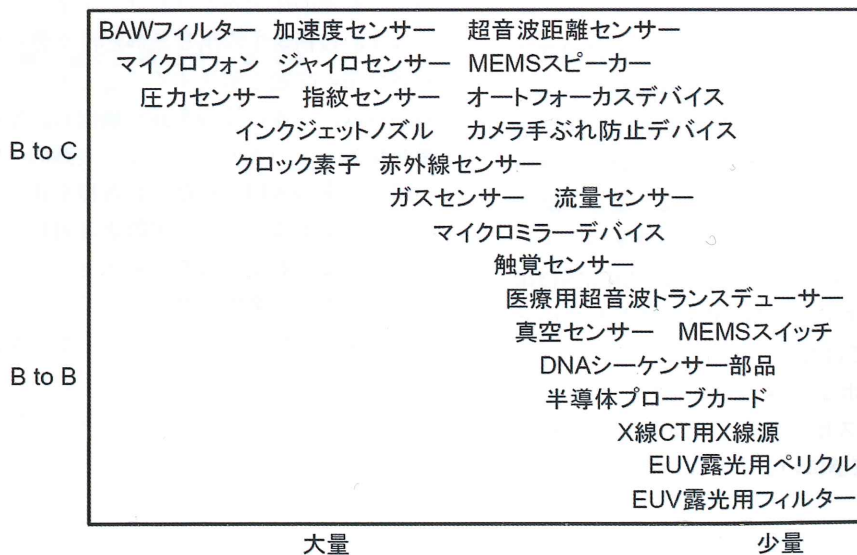 BAWフィルター 加速度センサー 超音波距離センサー
マイクロフォン ジャイロセンサー MEMSスピーカー
圧力センサー 指紋センサー オートフォーカスデバイス
インクジェットノズル カメラ手ぶれ防止デバイス
B to C
クロック素子 赤外線センサー
ガスセンサー 流量センサー
マイクロミラーデバイス
触覚センサー
医療用超音波トランスデューサー
真空センサー MEMSスイッチ
B to B
DNAシーケンサー部品
半導体プローブカード
X線CT用X線源
EUV露光用ペリクル
EUV露光用フィルター
大量 少量